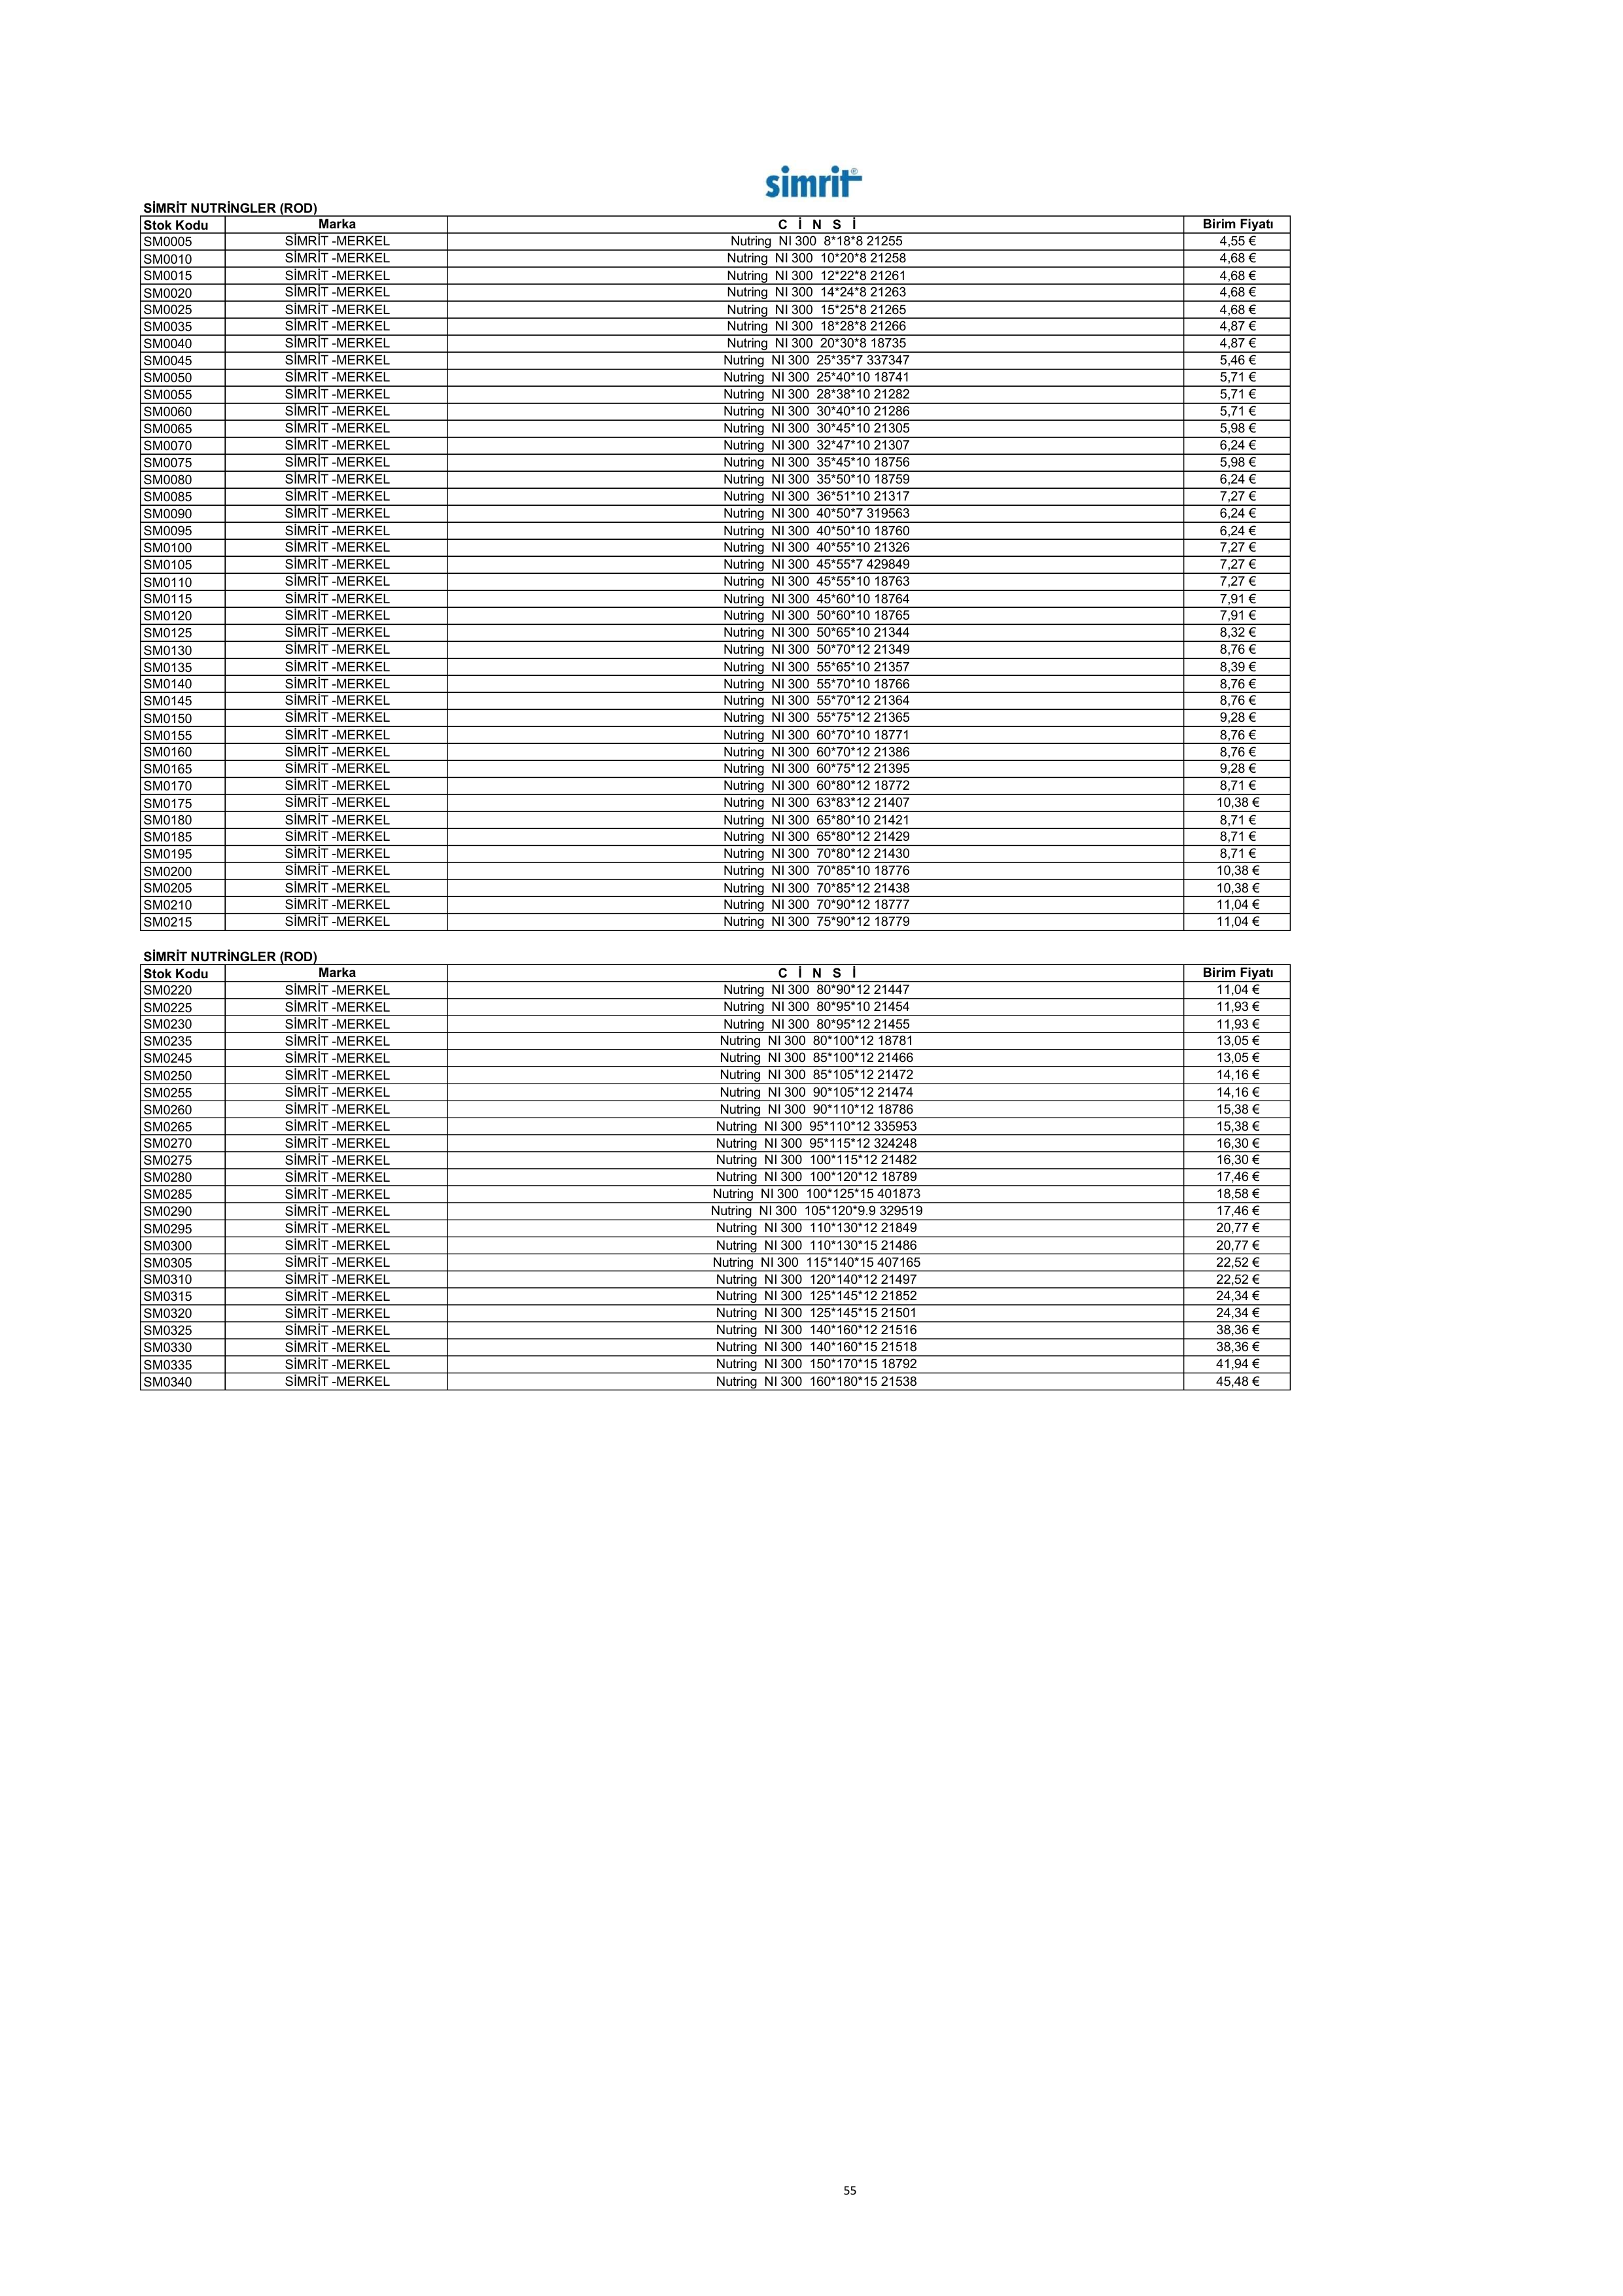 simrit®
SİMRİT NUTRİNGLER (ROD)
Stok Kodu Marka C İ N S İ Birim Fiyatı
SM0005 SİMRİT -MERKEL Nutring NI 300 8*18*8 21255 4,55 €
SM0010 SİMRİT -MERKEL Nutring NI 300 10*20*8 21258 4,68 €
SM0015 SİMRİT -MERKEL Nutring NI 300 12*22*8 21261 4,68 €
SM0020 SİMRİT -MERKEL Nutring NI 300 14*24*8 21263 4,68 €
SM0025 SİMRİT -MERKEL Nutring NI 300 15*25*8 21265 4,68 €
SM0035 SİMRİT -MERKEL Nutring NI 300 18*28*8 21266 4,87 €
SM0040 SİMRİT -MERKEL Nutring NI 300 20*30*8 18735 4,87 €
SM0045 SİMRİT -MERKEL Nutring NI 300 25*35*7 337347 5,46 €
SM0050 SİMRİT -MERKEL Nutring NI 300 25*40*10 18741 5,71 €
SM0055 SİMRİT -MERKEL Nutring NI 300 28*38*10 21282 5,71 €
SM0060 SİMRİT -MERKEL Nutring NI 300 30*40*10 21286 5,71 €
SM0065 SİMRİT -MERKEL Nutring NI 300 30*45*10 21305 5,98 €
SM0070 SİMRİT -MERKEL Nutring NI 300 32*47*10 21307 6,24 €
SM0075 SİMRİT -MERKEL Nutring NI 300 35*45*10 18756 5,98 €
SM0080 SİMRİT -MERKEL Nutring NI 300 35*50*10 18759 6,24 €
SM0085 SİMRİT -MERKEL Nutring NI 300 36*51*10 21317 7,27 €
SM0090 SİMRİT -MERKEL Nutring NI 300 40*50*7 319563 6,24 €
SM0095 SİMRİT -MERKEL Nutring NI 300 40*50*10 18760 6,24 €
SM0100 SİMRİT -MERKEL Nutring NI 300 40*55*10 21326 7,27 €
SM0105 SİMRİT -MERKEL Nutring NI 300 45*55*7 429849 7,27 €
SM0110 SİMRİT -MERKEL Nutring NI 300 45*55*10 18763 7,27 €
SM0115 SİMRİT -MERKEL Nutring NI 300 45*60*10 18764 7,91 €
SM0120 SİMRİT -MERKEL Nutring NI 300 50*60*10 18765 7,91 €
SM0125 SİMRİT -MERKEL Nutring NI 300 50*65*10 21344 8,32 €
SM0130 SİMRİT -MERKEL Nutring NI 300 50*70*12 21349 8,76 €
SM0135 SİMRİT -MERKEL Nutring NI 300 55*65*10 21357 8,39 €
SM0140 SİMRİT -MERKEL Nutring NI 300 55*70*10 18766 8,76 €
SM0145 SİMRİT -MERKEL Nutring NI 300 55*70*12 21364 8,76 €
SM0150 SİMRİT -MERKEL Nutring NI 300 55*75*12 21365 9,28 €
SM0155 SİMRİT -MERKEL Nutring NI 300 60*70*10 18771 8,76 €
SM0160 SİMRİT -MERKEL Nutring NI 300 60*70*12 21386 8,76 €
SM0165 SİMRİT -MERKEL Nutring NI 300 60*75*12 21395 9,28 €
SM0170 SİMRİT -MERKEL Nutring NI 300 60*80*12 18772 8,71 €
SM0175 SİMRİT -MERKEL Nutring NI 300 63*83*12 21407 10,38 €
SM0180 SİMRİT -MERKEL Nutring NI 300 65*80*10 21421 8,71 €
SM0185 SİMRİT -MERKEL Nutring NI 300 65*80*12 21429 8,71 €
SM0195 SİMRİT -MERKEL Nutring NI 300 70*80*12 21430 8,71 €
SM0200 SİMRİT -MERKEL Nutring NI 300 70*85*10 18776 10,38 €
SM0205 SİMRİT -MERKEL Nutring NI 300 70*85*12 21438 10,38 €
SM0210 SİMRİT -MERKEL Nutring NI 300 70*90*12 18777 11,04 €
SM0215 SİMRİT -MERKEL Nutring NI 300 75*90*12 18779 11,04 €
SİMRİT NUTRİNGLER (ROD)
Stok Kodu Marka C İ N S İ Birim Fiyatı
SM0220 SİMRİT -MERKEL Nutring NI 300 80*90*12 21447 11,04 €
SM0225 SİMRİT -MERKEL Nutring NI 300 80*95*10 21454 11,93 €
SM0230 SİMRİT -MERKEL Nutring NI 300 80*95*12 21455 11,93 €
SM0235 SİMRİT -MERKEL Nutring NI 300 80*100*12 18781 13,05 €
SM0245 SİMRİT -MERKEL Nutring NI 300 85*100*12 21466 13,05 €
SM0250 SİMRİT -MERKEL Nutring NI 300 85*105*12 21472 14,16 €
SM0255 SİMRİT -MERKEL Nutring NI 300 90*105*12 21474 14,16 €
SM0260 SİMRİT -MERKEL Nutring NI 300 90*110*12 18786 15,38 €
SM0265 SİMRİT -MERKEL Nutring NI 300 95*110*12 335953 15,38 €
SM0270 SİMRİT -MERKEL Nutring NI 300 95*115*12 324248 16,30 €
SM0275 SİMRİT -MERKEL Nutring NI 300 100*115*12 21482 16,30 €
SM0280 SİMRİT -MERKEL Nutring NI 300 100*120*12 18789 17,46 €
SM0285 SİMRİT -MERKEL Nutring NI 300 100*125*15 401873 18,58 €
SM0290 SİMRİT -MERKEL Nutring NI 300 105*120*9.9 329519 17,46 €
SM0295 SİMRİT -MERKEL Nutring NI 300 110*130*12 21849 20,77 €
SM0300 SİMRİT -MERKEL Nutring NI 300 110*130*15 21486 20,77 €
SM0305 SİMRİT -MERKEL Nutring NI 300 115*140*15 407165 22,52 €
SM0310 SİMRİT -MERKEL Nutring NI 300 120*140*12 21497 22,52 €
SM0315 SİMRİT -MERKEL Nutring NI 300 125*145*12 21852 24,34 €
SM0320 SİMRİT -MERKEL Nutring NI 300 125*145*15 21501 24,34 €
SM0325 SİMRİT -MERKEL Nutring NI 300 140*160*12 21516 38,36 €
SM0330 SİMRİT -MERKEL Nutring NI 300 140*160*15 21518 38,36 €
SM0335 SİMRİT -MERKEL Nutring NI 300 150*170*15 18792 41,94 €
SM0340 SİMRİT -MERKEL Nutring NI 300 160*180*15 21538 45,48 €
55